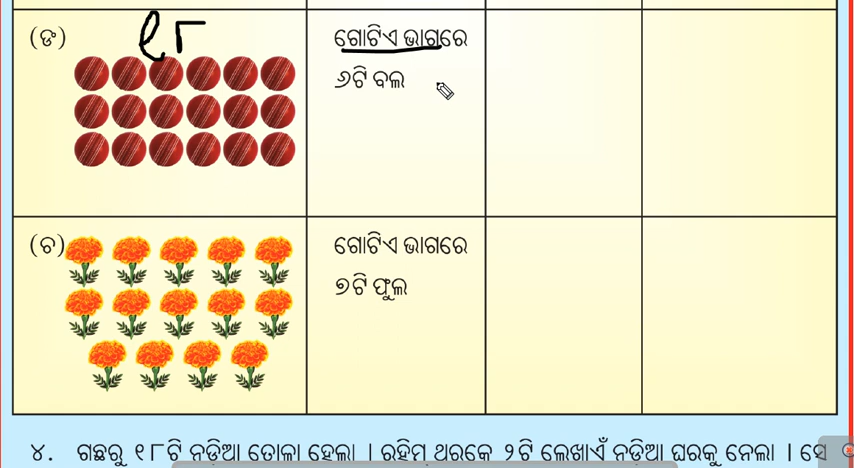 (ଙ) ୧୮
ଗୋଟିଏ ଭାଗରେ
୬ଟି ବଲ
(ଚ)
ଗୋଟିଏ ଭାଗରେ
୭ଟି ଫୁଲ
୪. ଗଛରୁ ୧୮ଟି ନଡ଼ିଆ ତୋଳା ହେଲା । ରହିମ୍ ଥରକେ ୨ଟି ଲେଖାଏଁ ନଡ଼ିଆ ଘରକୁ ନେଲା । ସେ